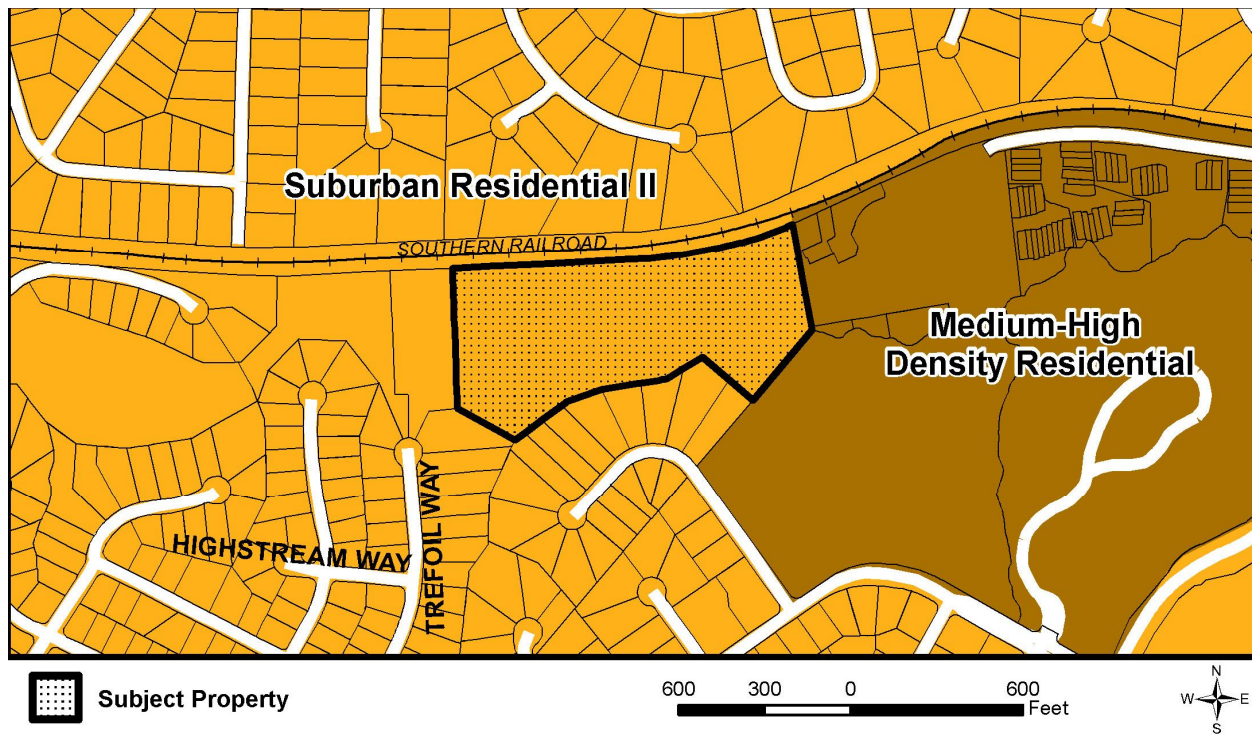 Suburban Residential II
SOUTHERN RAILROAD
Medium-High
Density Residential
HIGHSTREAM WAY
TREFOIL WAY
Subject Property
600 300 0 600
Feet
N
W E
S